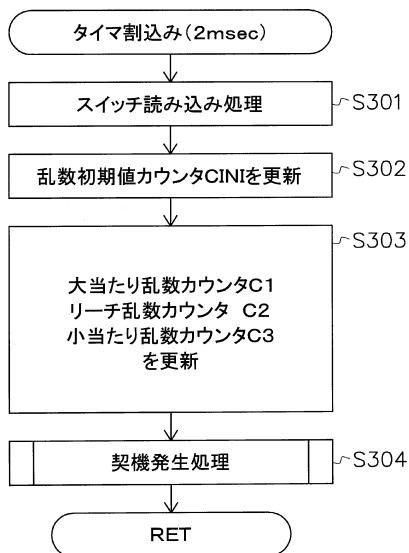 タイマ割込み(2msec)
スイッチ読み込み処理
S301
乱数初期値カウンタCINIを更新
S302
S303
大当たり乱数カウンタC1
リーチ乱数カウンタ C2
小当たり乱数カウンタC3
を更新
契機発生処理
S304
RET